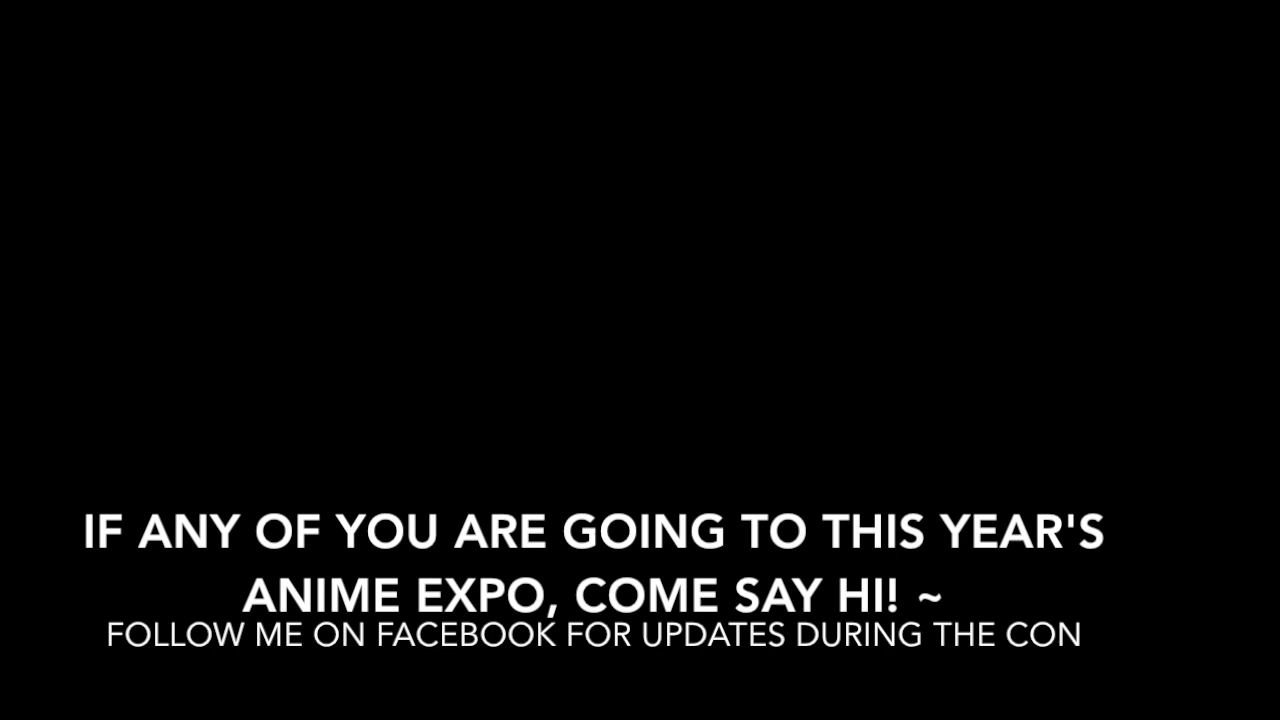 IF ANY OF YOU ARE GOING TO THIS YEAR'S
ANIME EXPO, COME SAY HI! ~
FOLLOW ME ON FACEBOOK FOR UPDATES DURING THE CON